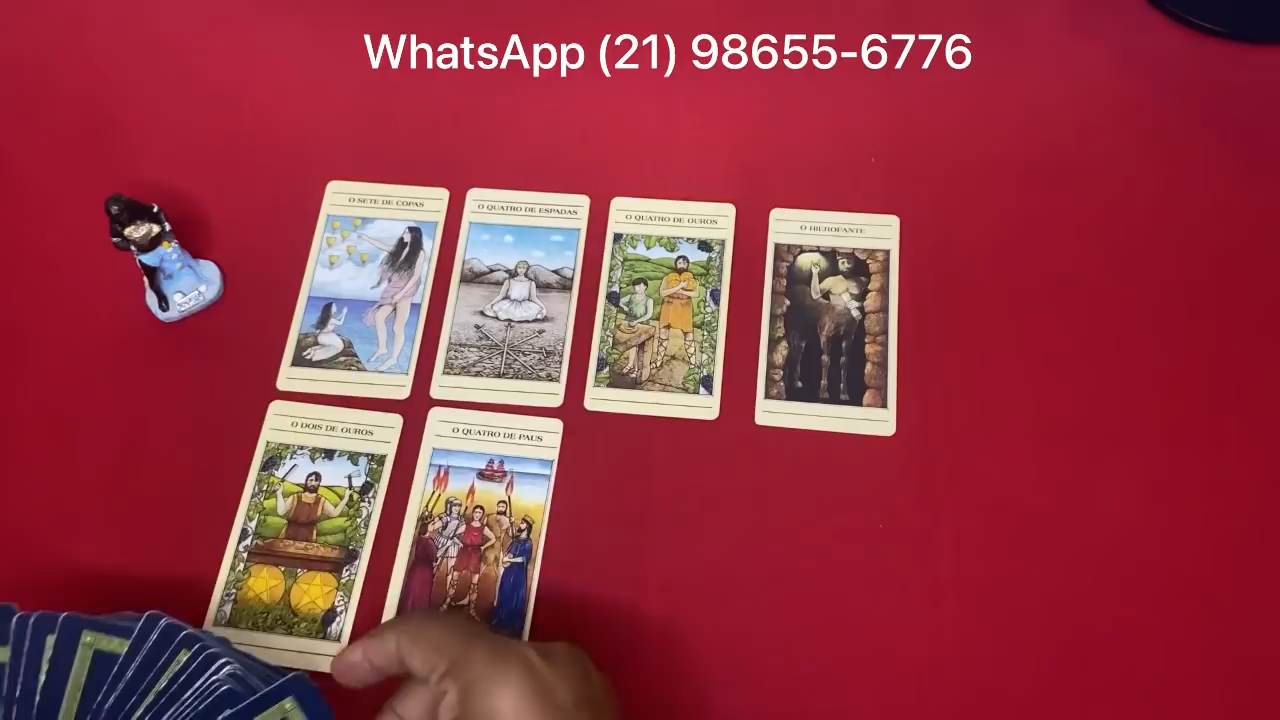 WhatsApp (21) 98655-6776
O SETE DE COPAS
O QUATRO DE ESPADAS
O QUATRO DE OUROS
O HIEROFANTE
O DOIS DE OUROS
O QUATRO DE PAUS